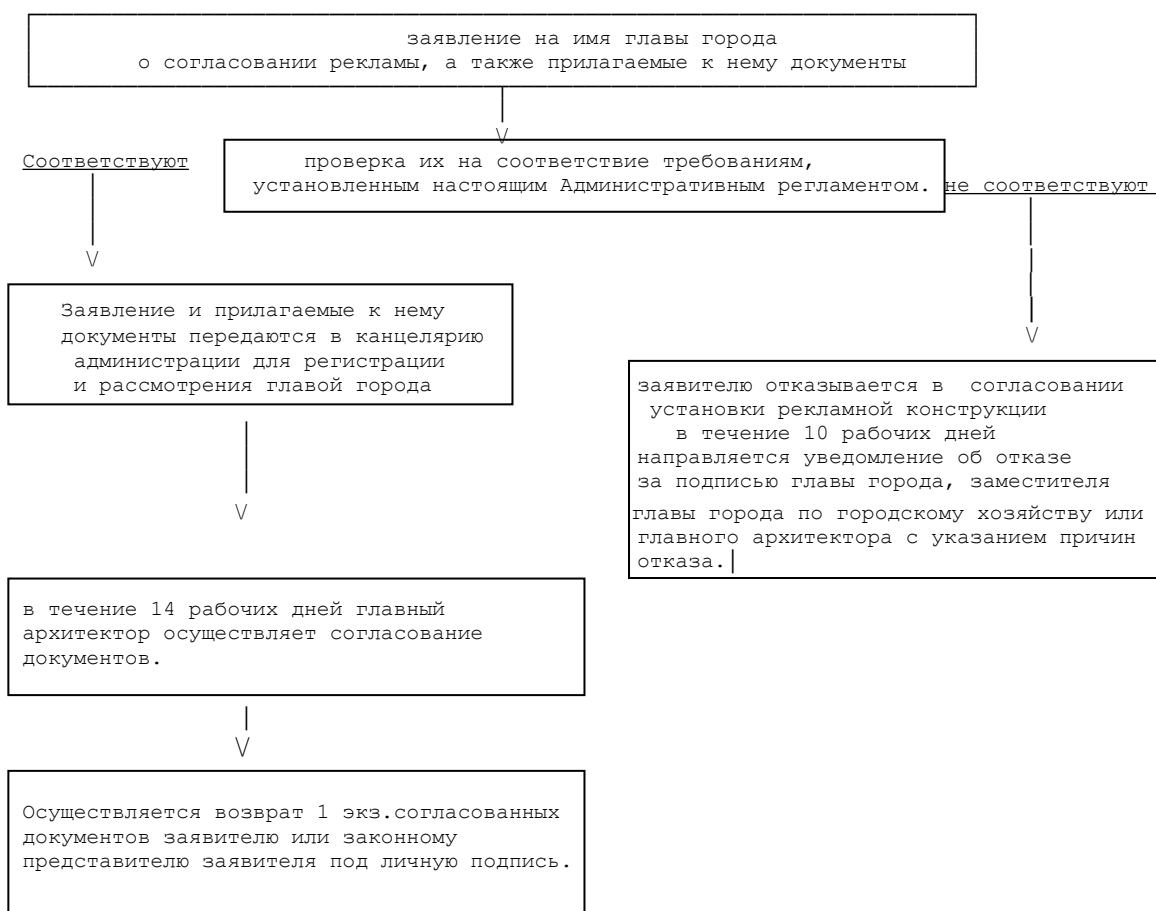 заявление на имя главы города
о согласовании рекламы, а также прилагаемые к нему документы
Соответствуют
проверка их на соответствие требованиям,
установленным настоящим Административным регламентом.
не соответствуют
Заявление и прилагаемые к нему
документы передаются в канцелярию
администрации для регистрации
и рассмотрения главой города
заявителю отказывается в согласовании
установки рекламной конструкции
в течение 10 рабочих дней
направляется уведомление об отказе
за подписью главы города, заместителя
главы города по городскому хозяйству или
главного архитектора с указанием причин
отказа.
в течение 14 рабочих дней главный
архитектор осуществляет согласование
документов.
Осуществляется возврат 1 экз.согласованных
документов заявителю или законному
представителю заявителя под личную подпись.